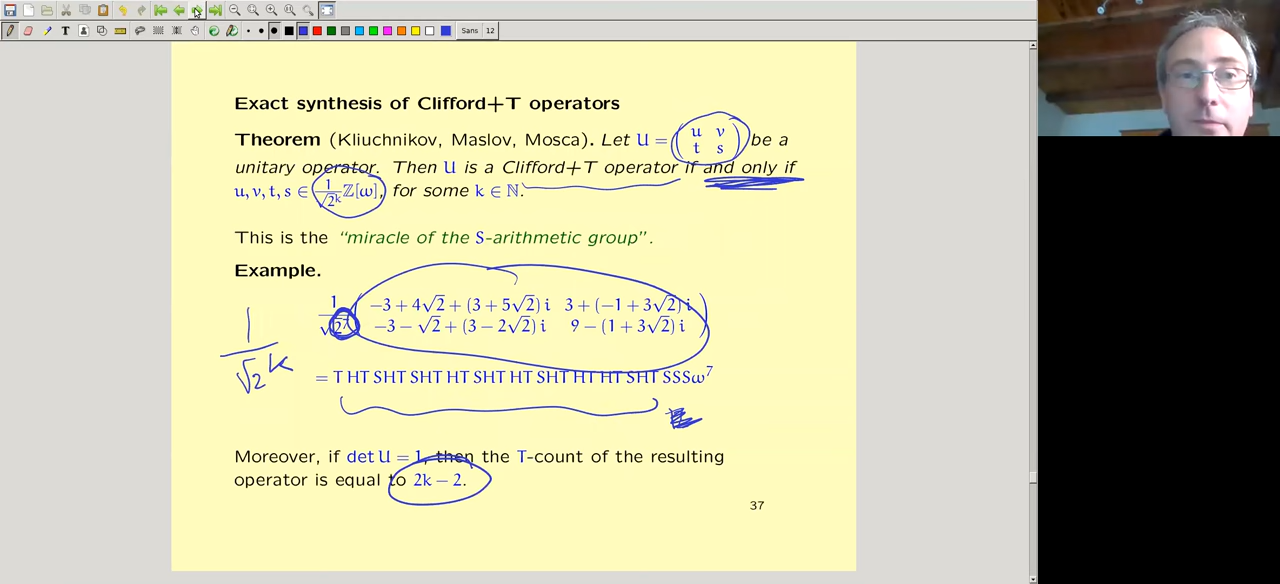 T
Sans 12
Exact synthesis of Clifford+T operators
Theorem (Kliuchnikov, Maslov, Mosca). Let U = ( u v
t s ) be a
unitary operator. Then U is a Clifford+T operator if and only if
u, v, t, s ∈ 1/√2^k ℤ[ω], for some k ∈ ℕ.
This is the "miracle of the S-arithmetic group".
Example.
1/√2^7 ( −3 + 4√2 + (3 + 5√2) i 3 + (−1 + 3√2) i
−3 − √2 + (3 − 2√2) i 9 − (1 + 3√2) i )
1/√2^k
= T HT SHT SHT HT SHT HT SHT HT HT SHT SSSω⁷
Moreover, if det U = 1, then the T-count of the resulting
operator is equal to 2k − 2.
37